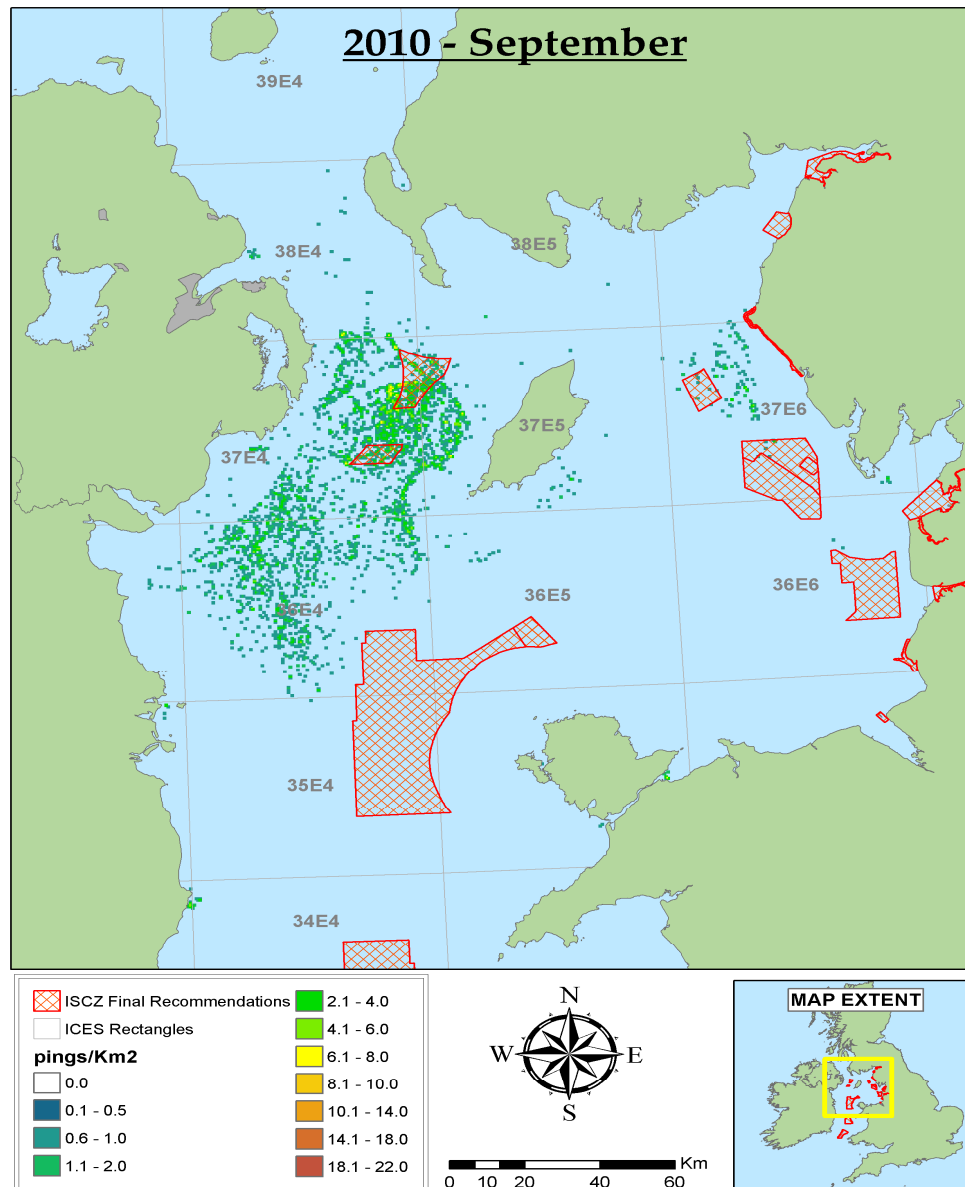 2010 - September
39E4
38E4
38E5
37E4
37E5
37E6
36E4
36E5
36E6
35E4
34E4
ISCZ Final Recommendations
ICES Rectangles
pings/Km2
0.0
0.1 - 0.5
0.6 - 1.0
1.1 - 2.0
2.1 - 4.0
4.1 - 6.0
6.1 - 8.0
8.1 - 10.0
10.1 - 14.0
14.1 - 18.0
18.1 - 22.0
N
W
E
S
Km
0 10 20 40 60
MAP EXTENT